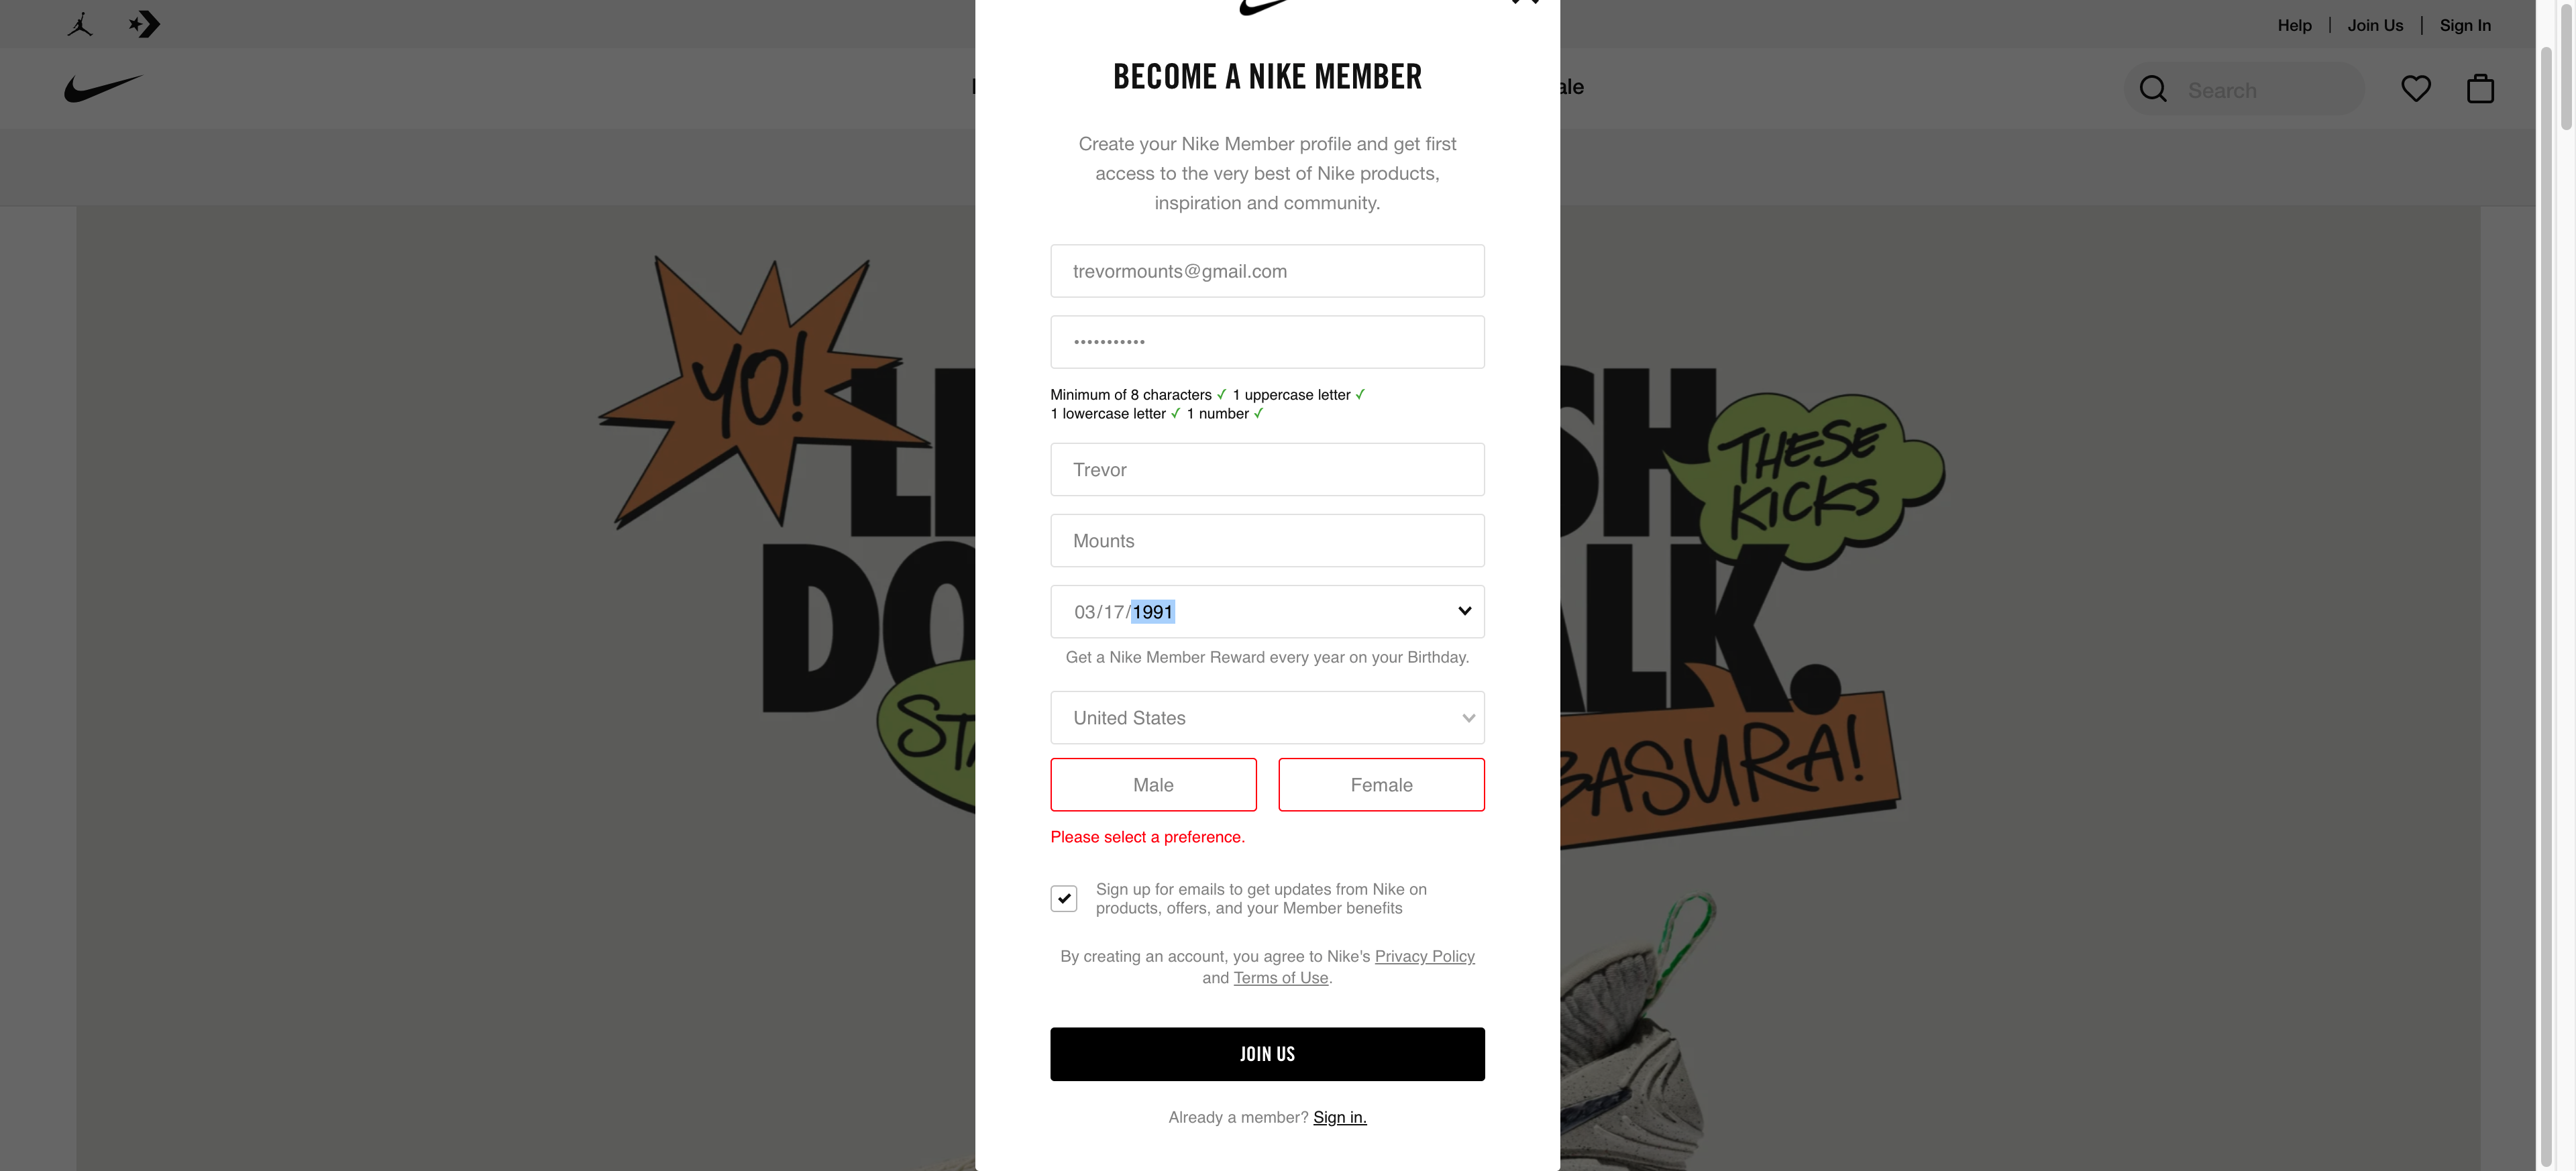 Help | Join Us | Sign In
ale
Search
BECOME A NIKE MEMBER
Create your Nike Member profile and get first
access to the very best of Nike products,
inspiration and community.
trevormounts@gmail.com
•••••••••••
Minimum of 8 characters ✓ 1 uppercase letter ✓
1 lowercase letter ✓ 1 number ✓
Trevor
Mounts
03/17/1991
Get a Nike Member Reward every year on your Birthday.
United States
Male
Female
Please select a preference.
Sign up for emails to get updates from Nike on
products, offers, and your Member benefits
By creating an account, you agree to Nike's Privacy Policy
and Terms of Use.
JOIN US
Already a member? Sign in.
YO!
THESE
KICKS
DO
ALK.
ST
BASURA!